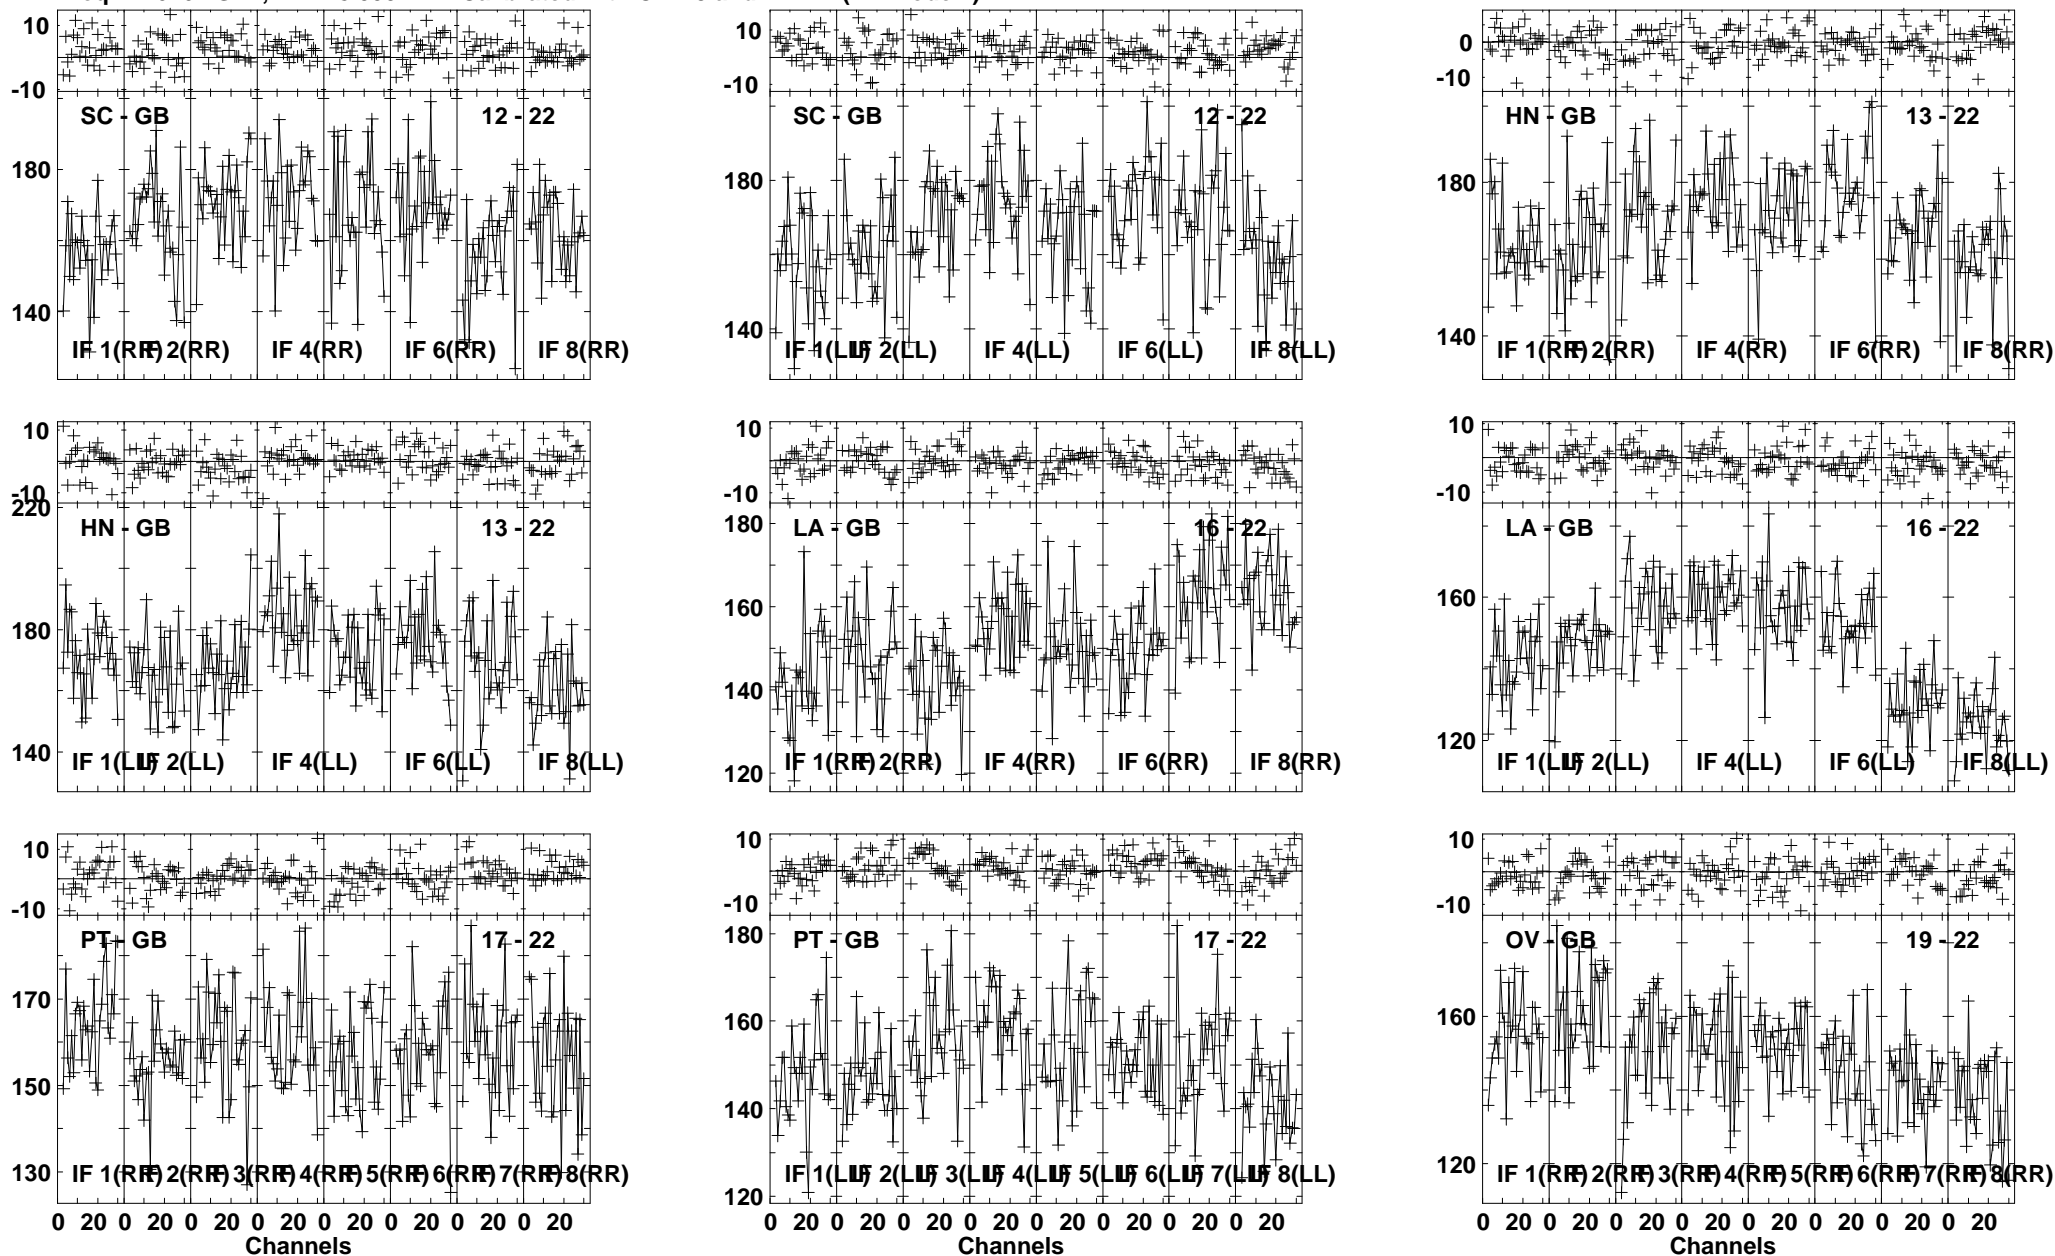 10 10 10
0
-10 -10 -10
SC - GB 12 - 22 SC - GB 12 - 22 HN - GB 13 - 22
180 180 180
140 140 140
IF 1(RR) IF 2(RR) IF 4(RR) IF 6(RR) IF 8(RR) IF 1(LL) IF 2(LL) IF 4(LL) IF 6(LL) IF 8(LL) IF 1(RR) IF 2(RR) IF 4(RR) IF 6(RR) IF 8(RR)
10 10 10
-10 -10 -10
220
HN - GB 13 - 22 LA - GB 16 - 22 LA - GB 16 - 22
180 180
160 160
180 140
140 120 120
IF 1(LL) IF 2(LL) IF 4(LL) IF 6(LL) IF 8(LL) IF 1(RR) IF 2(RR) IF 4(RR) IF 6(RR) IF 8(RR) IF 1(LL) IF 2(LL) IF 4(LL) IF 6(LL) IF 8(LL)
10 10 10
-10 -10 -10
PT - GB 17 - 22 PT - GB 17 - 22 OV - GB 19 - 22
180
170 160 160
150 140
130 120 120
IF 1(RR) IF 2(RR) IF 3(RR) IF 4(RR) IF 5(RR) IF 6(RR) IF 7(RR) IF 8(RR) IF 1(LL) IF 2(LL) IF 3(LL) IF 4(LL) IF 5(LL) IF 6(LL) IF 7(LL) IF 8(LL) IF 1(RR) IF 2(RR) IF 3(RR) IF 4(RR) IF 5(RR) IF 6(RR) IF 7(RR) IF 8(RR)
0 20 0 20 0 20 0 20 0 20 0 20 0 20 0 20 0 20 0 20 0 20 0 20 0 20 0 20 0 20 0 20 0 20 0 20 0 20 0 20 0 20 0 20 0 20 0 20
Channels Channels Channels